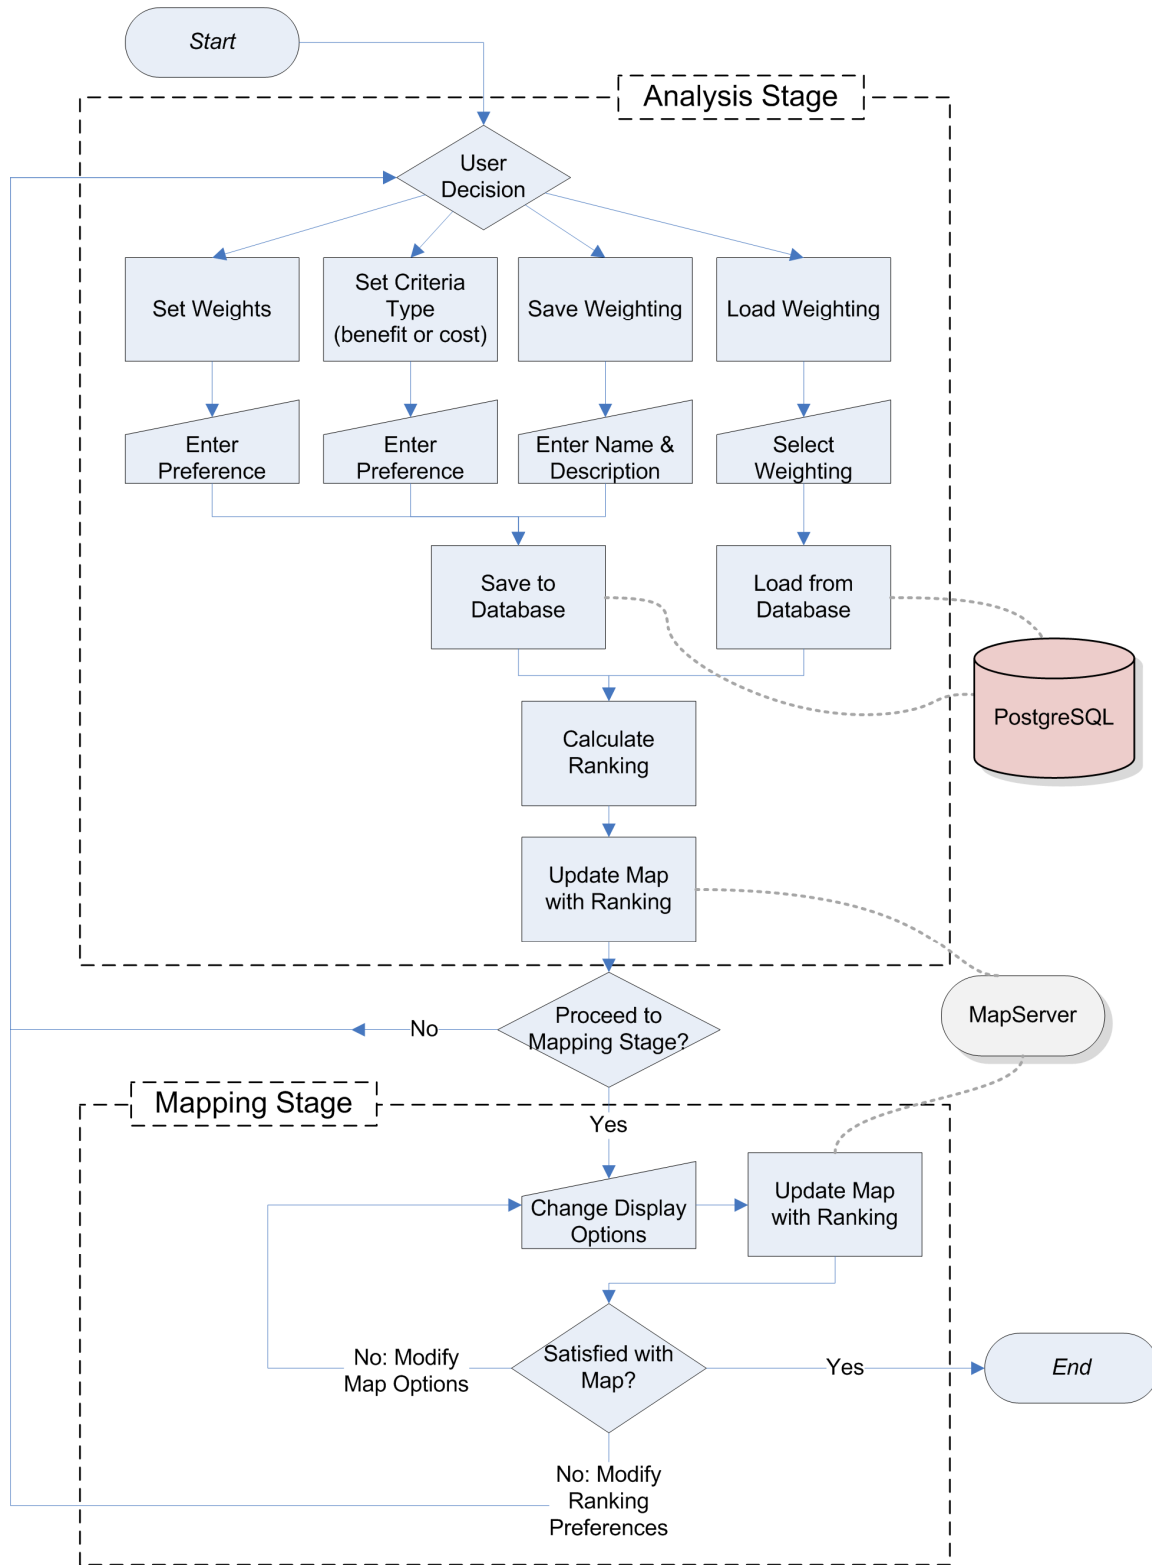 Start
Analysis Stage
User
Decision
Set Weights
Set Criteria
Type
(benefit or cost)
Save Weighting
Load Weighting
Enter
Preference
Enter
Preference
Enter Name &
Description
Select
Weighting
Save to
Database
Load from
Database
PostgreSQL
Calculate
Ranking
Update Map
with Ranking
MapServer
Proceed to
Mapping Stage?
No
Mapping Stage
Yes
Change Display
Options
Update Map
with Ranking
Satisfied with
Map?
No: Modify
Map Options
Yes
End
No: Modify
Ranking
Preferences